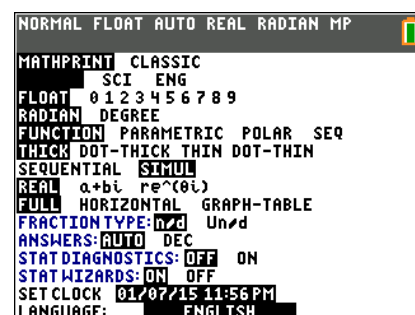 NORMAL FLOAT AUTO REAL RADIAN MP
MATHPRINT CLASSIC
SCI ENG
FLOAT 0 1 2 3 4 5 6 7 8 9
RADIAN DEGREE
FUNCTION PARAMETRIC POLAR SEQ
THICK DOT-THICK THIN DOT-THIN
SEQUENTIAL SIMUL
REAL a+bi re^(θi)
FULL HORIZONTAL GRAPH-TABLE
FRACTION TYPE: n/d Un/d
ANSWERS: AUTO DEC
STAT DIAGNOSTICS: OFF ON
STAT WIZARDS: ON OFF
SET CLOCK 01/07/15 11:56 PM
LANGUAGE: ENGLISH